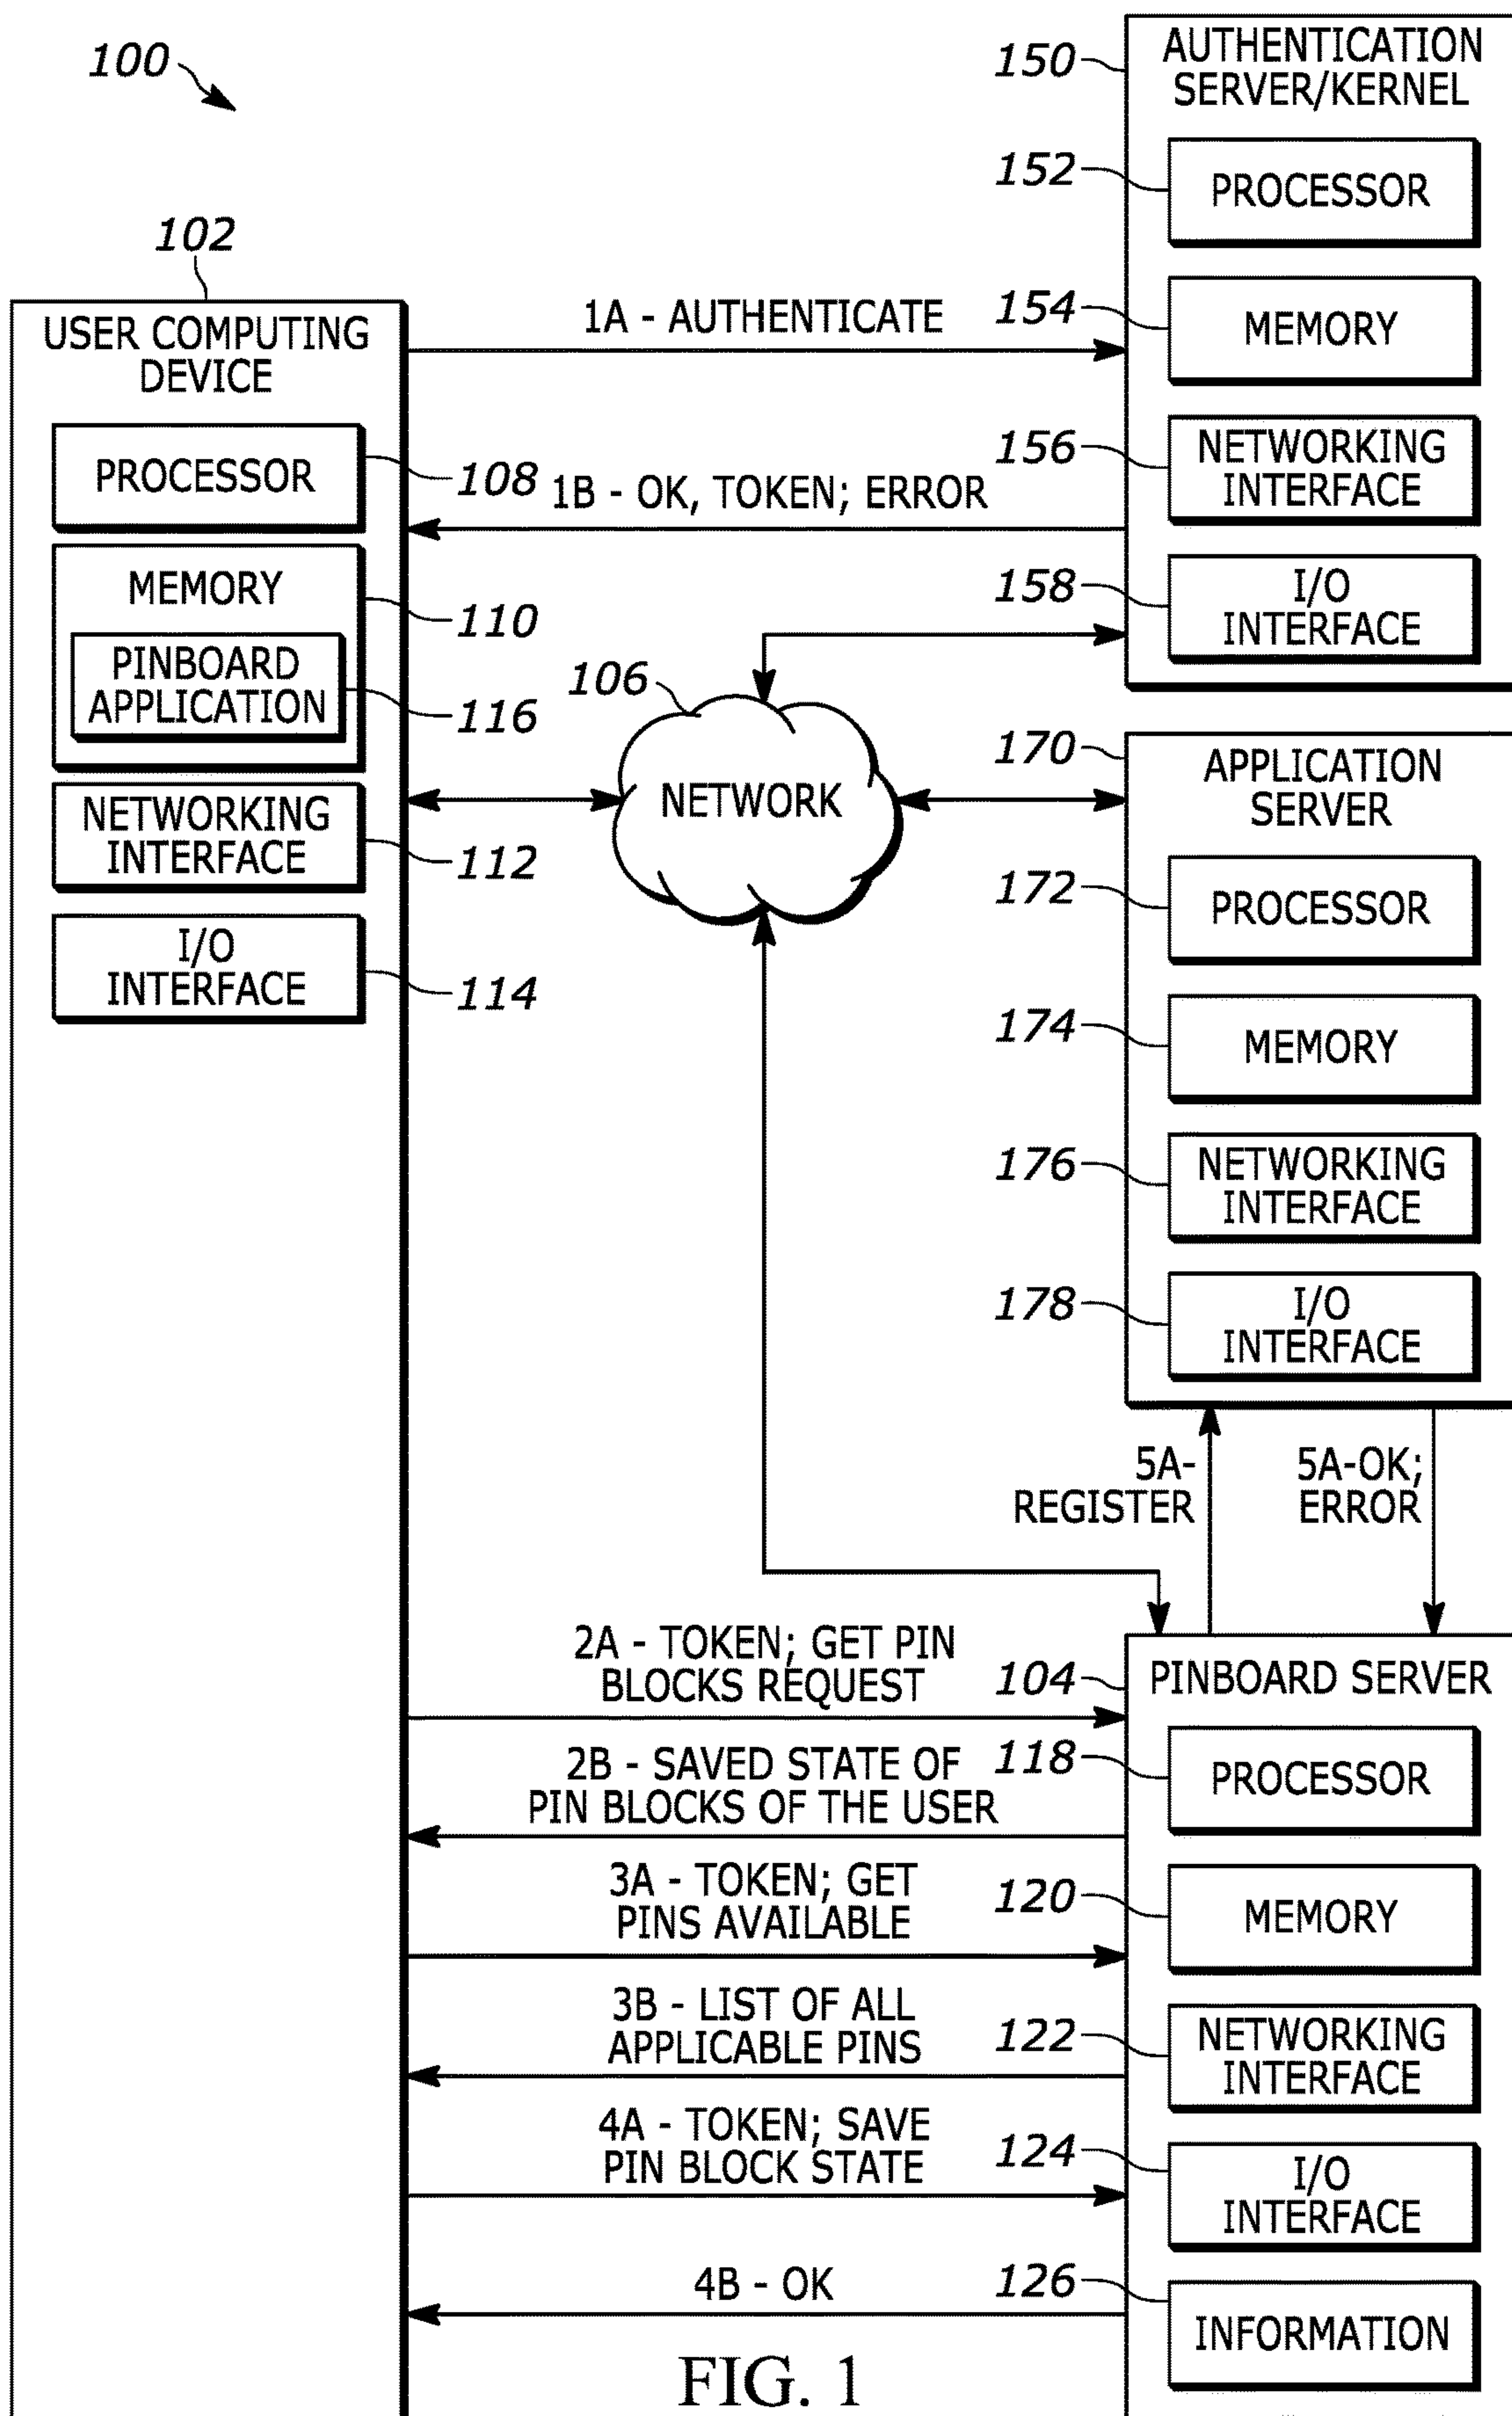 100
102
USER COMPUTING
DEVICE
PROCESSOR
108
MEMORY
110
PINBOARD
APPLICATION
116
NETWORKING
INTERFACE
112
I/O
INTERFACE
114
1A - AUTHENTICATE
1B - OK, TOKEN; ERROR
106
NETWORK
150
AUTHENTICATION
SERVER/KERNEL
152
PROCESSOR
154
MEMORY
156
NETWORKING
INTERFACE
158
I/O
INTERFACE
170
APPLICATION
SERVER
172
PROCESSOR
174
MEMORY
176
NETWORKING
INTERFACE
178
I/O
INTERFACE
5A-
REGISTER
5A-OK;
ERROR
2A - TOKEN; GET PIN
BLOCKS REQUEST
2B - SAVED STATE OF
PIN BLOCKS OF THE USER
3A - TOKEN; GET
PINS AVAILABLE
3B - LIST OF ALL
APPLICABLE PINS
4A - TOKEN; SAVE
PIN BLOCK STATE
4B - OK
104
PINBOARD SERVER
118
PROCESSOR
120
MEMORY
122
NETWORKING
INTERFACE
124
I/O
INTERFACE
126
INFORMATION
FIG. 1